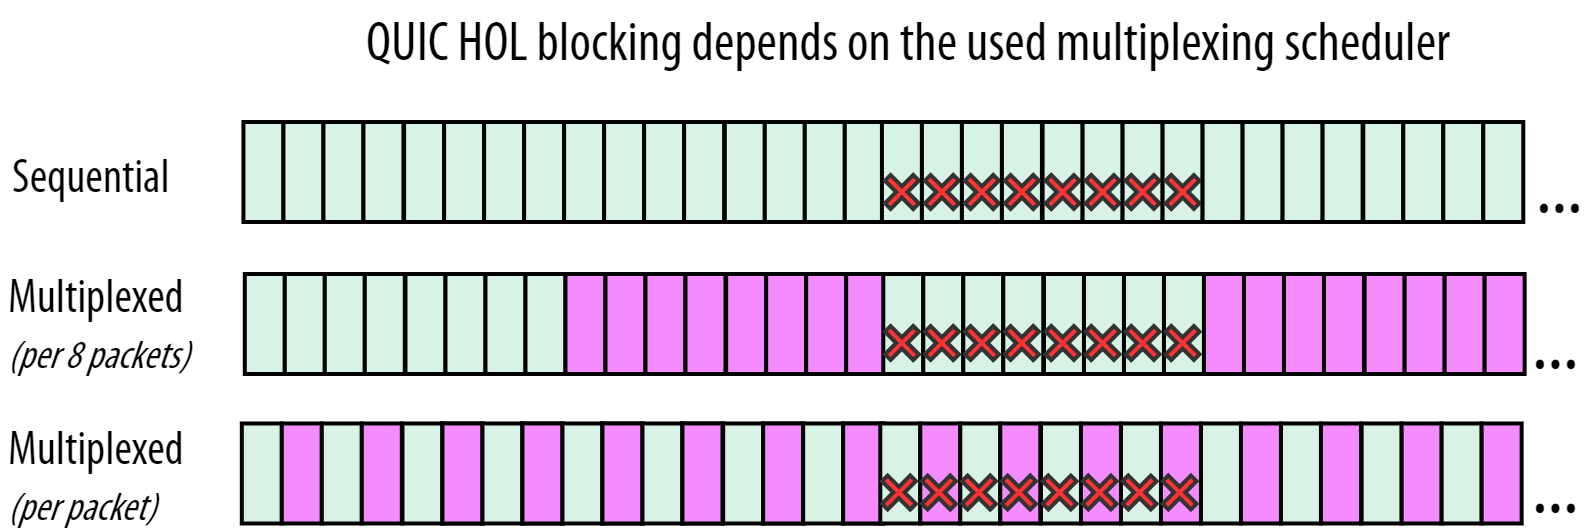 QUIC HOL blocking depends on the used multiplexing scheduler
Sequential
...
Multiplexed
(per 8 packets)
...
Multiplexed
(per packet)
...